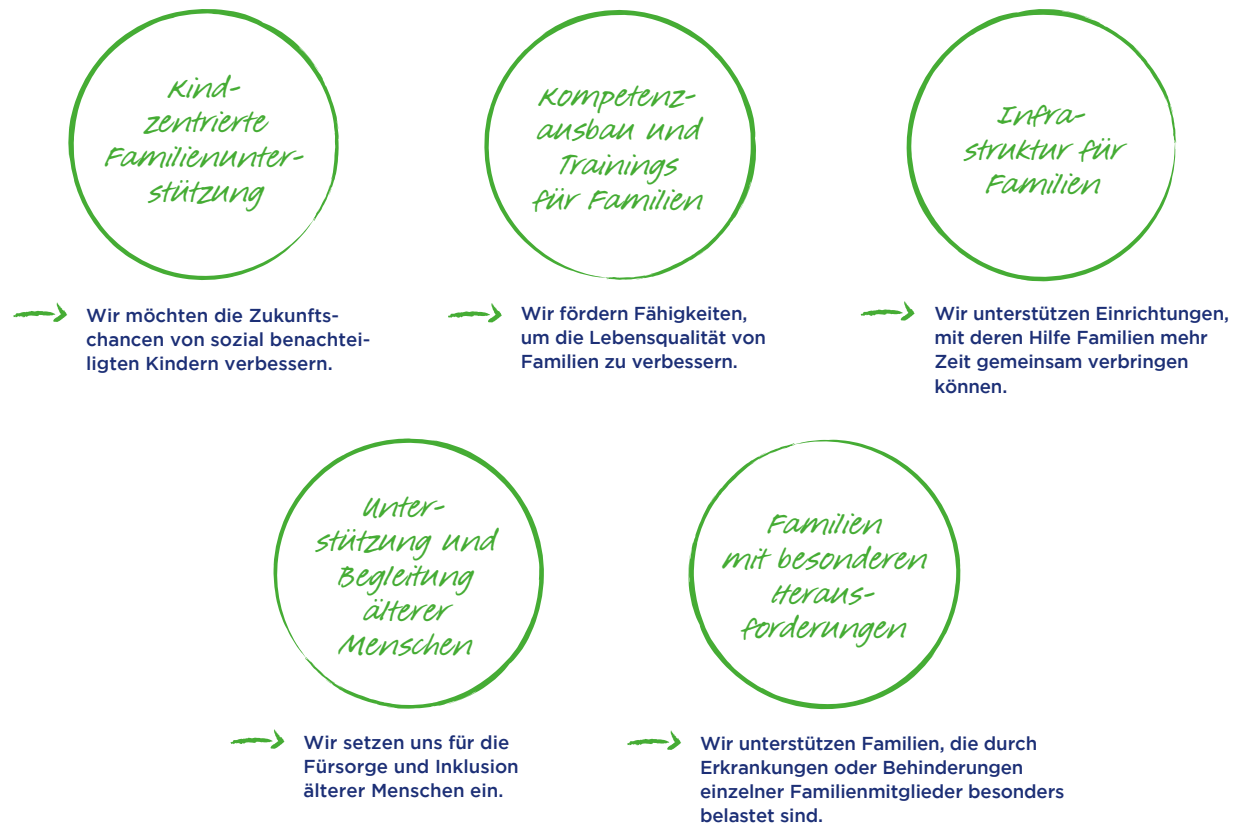 Kind-
zentrierte
Familienunter-
stützung
Wir möchten die Zukunfts-
chancen von sozial benachtei-
ligten Kindern verbessern.
Kompetenz-
ausbau und
Trainings
für Familien
Wir fördern Fähigkeiten,
um die Lebensqualität von
Familien zu verbessern.
Infra-
struktur für
Familien
Wir unterstützen Einrichtungen,
mit deren Hilfe Familien mehr
Zeit gemeinsam verbringen
können.
Unter-
stützung und
Begleitung
älterer
Menschen
Wir setzen uns für die
Fürsorge und Inklusion
älterer Menschen ein.
Familien
mit besonderen
Heraus-
forderungen
Wir unterstützen Familien, die durch
Erkrankungen oder Behinderungen
einzelner Familienmitglieder besonders
belastet sind.